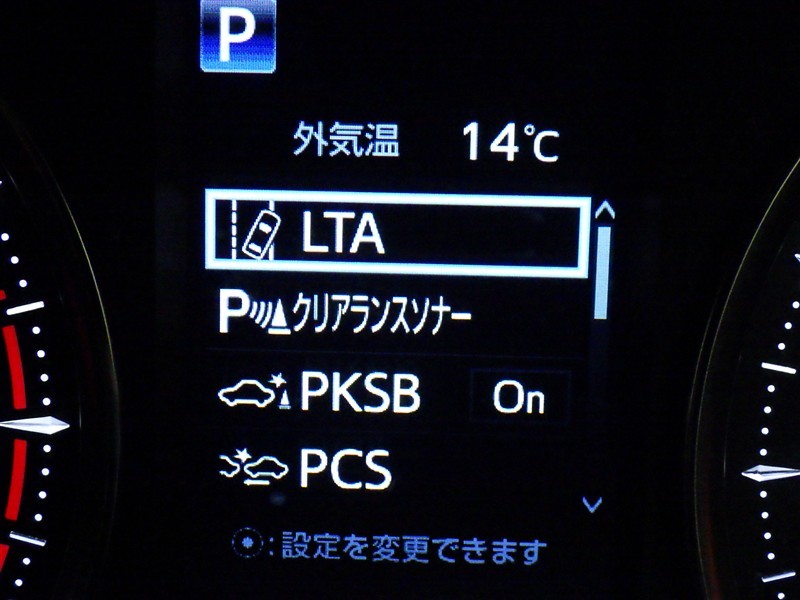 P
外気温 14℃
LTA
Pクリアランスソナー
PKSB On
PCS
:設定を変更できます